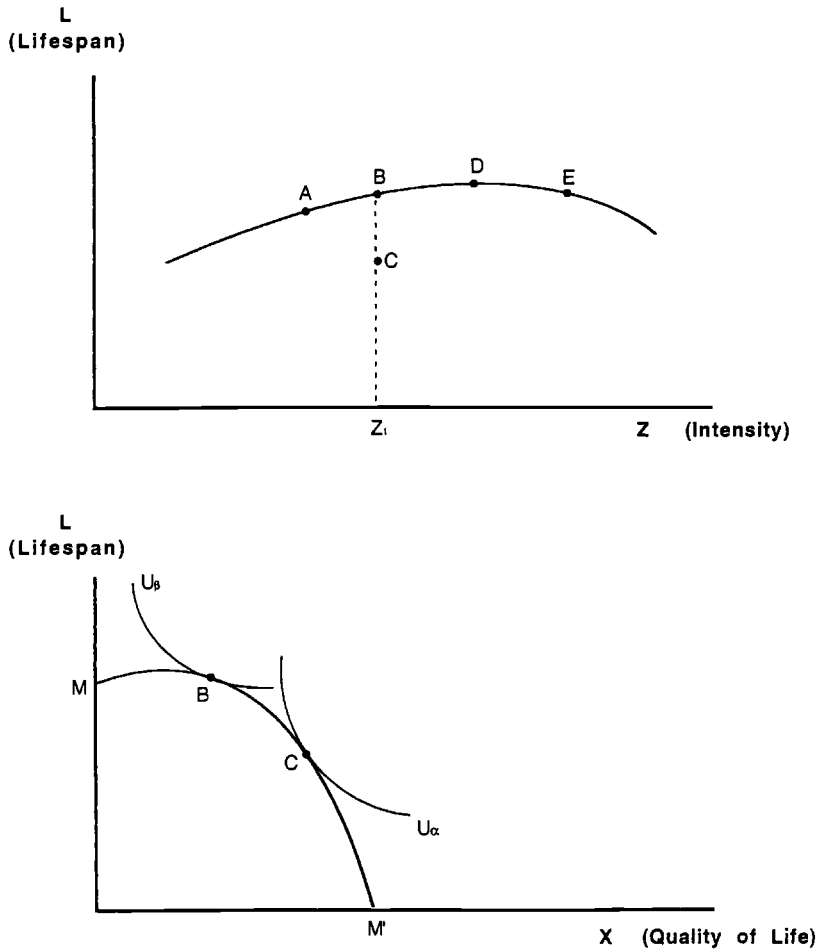 L
(Lifespan)
A
B
D
E
C
Z₁
Z (Intensity)
L
(Lifespan)
Uβ
M
B
C
Uα
M'
X (Quality of Life)